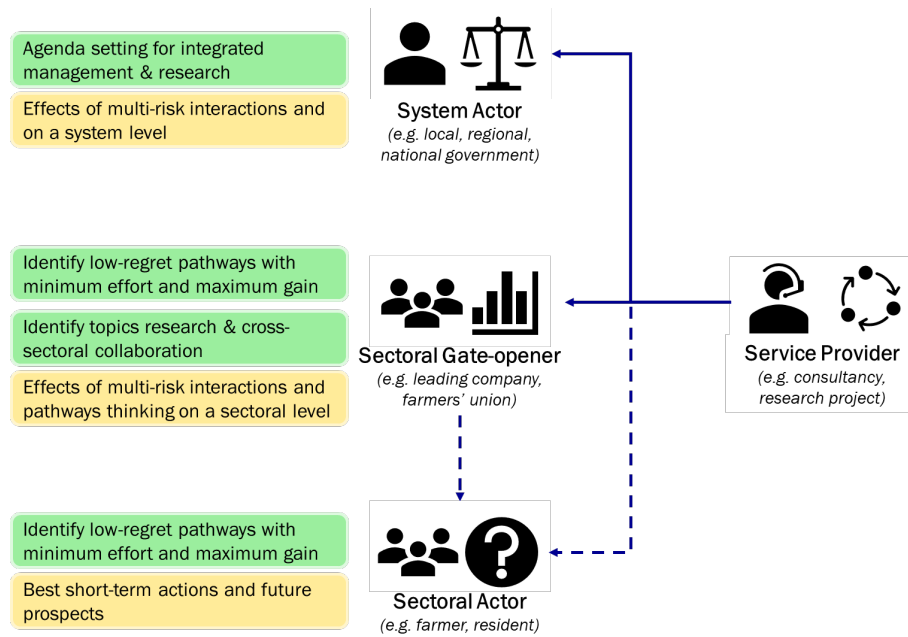 Agenda setting for integrated
management & research
Effects of multi-risk interactions and
on a system level
System Actor
(e.g. local, regional,
national government)
Identify low-regret pathways with
minimum effort and maximum gain
Identify topics research & cross-
sectoral collaboration
Effects of multi-risk interactions and
pathways thinking on a sectoral level
Sectoral Gate-opener
(e.g. leading company,
farmers' union)
Service Provider
(e.g. consultancy,
research project)
Identify low-regret pathways with
minimum effort and maximum gain
Best short-term actions and future
prospects
?
Sectoral Actor
(e.g. farmer, resident)